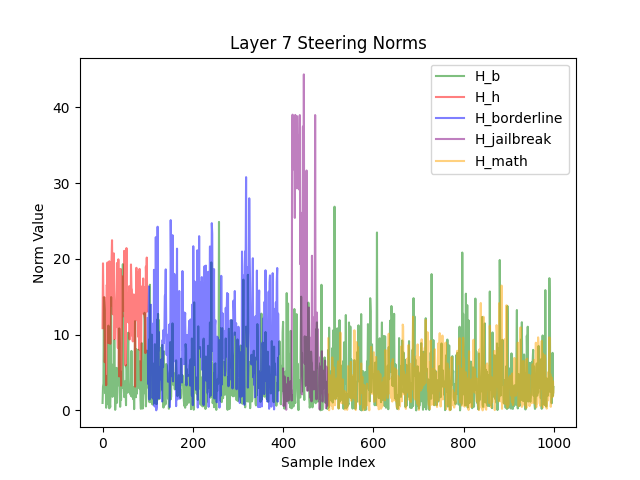 Layer 7 Steering Norms
H_b
H_h
H_borderline
H_jailbreak
H_math
Norm Value
40
30
20
10
0
0 200 400 600 800 1000
Sample Index